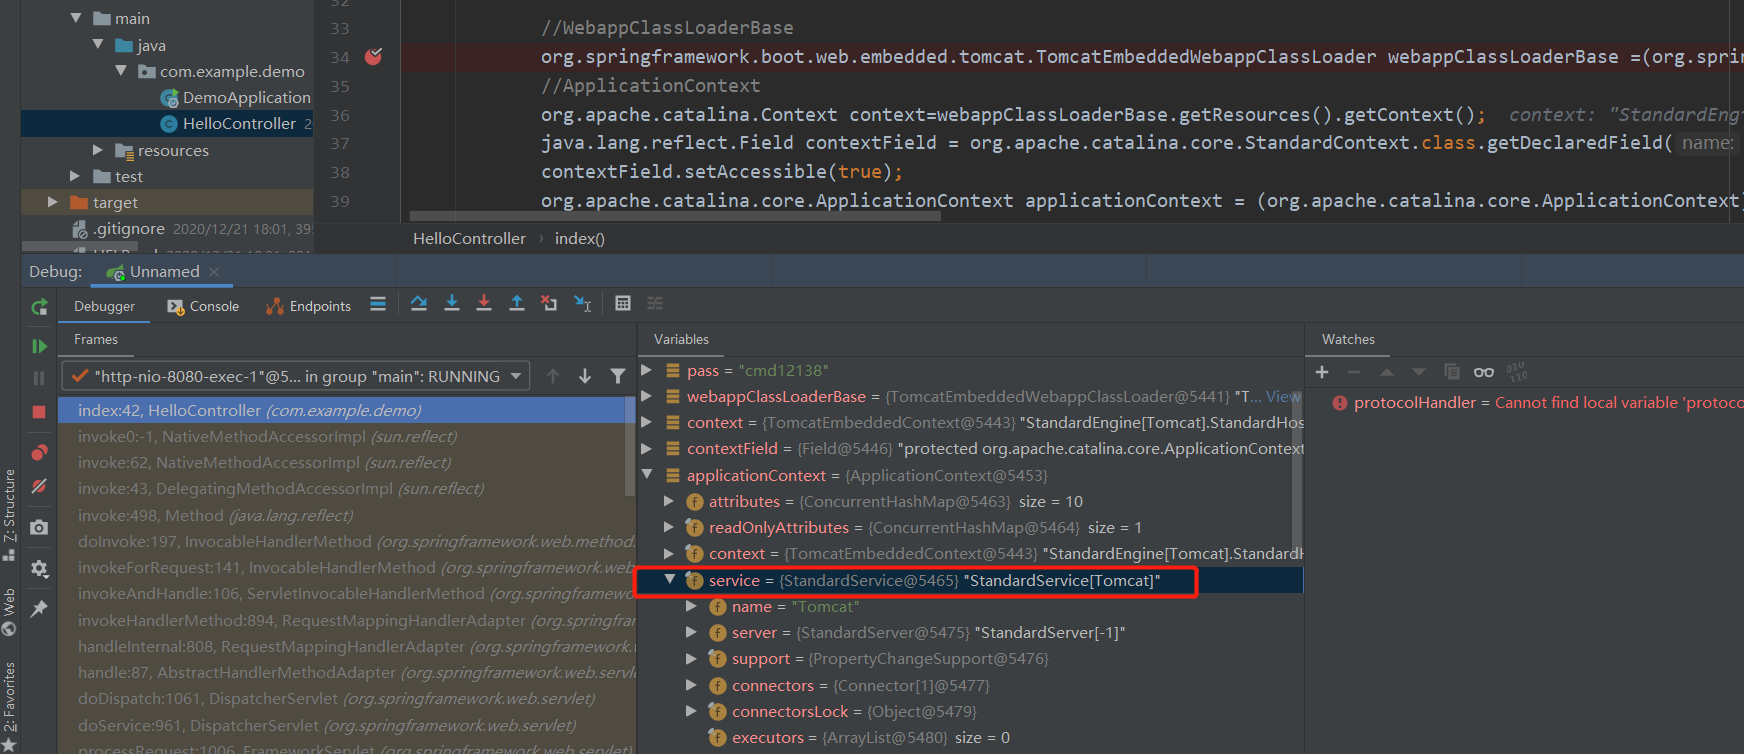 main
java
com.example.demo
DemoApplication
HelloController 2
resources
test
target
.gitignore 2020/12/21 18:01, 39
32
33 //WebappClassLoaderBase
34 org.springframework.boot.web.embedded.tomcat.TomcatEmbeddedWebappClassLoader webappClassLoaderBase =(org.sprin
35 //ApplicationContext
36 org.apache.catalina.Context context=webappClassLoaderBase.getResources().getContext(); context: "StandardEng
37 java.lang.reflect.Field contextField = org.apache.catalina.core.StandardContext.class.getDeclaredField( name:
38 contextField.setAccessible(true);
39 org.apache.catalina.core.ApplicationContext applicationContext = (org.apache.catalina.core.ApplicationContext)
HelloController › index()
Debug: Unnamed ×
Debugger Console Endpoints
Frames
"http-nio-8080-exec-1"@5... in group "main": RUNNING
index:42, HelloController (com.example.demo)
invoke0:-1, NativeMethodAccessorImpl (sun.reflect)
invoke:62, NativeMethodAccessorImpl (sun.reflect)
invoke:43, DelegatingMethodAccessorImpl (sun.reflect)
invoke:498, Method (java.lang.reflect)
doInvoke:197, InvocableHandlerMethod (org.springframework.web.method.
invokeForRequest:141, InvocableHandlerMethod (org.springframework.web
invokeAndHandle:106, ServletInvocableHandlerMethod (org.springframewo
invokeHandlerMethod:894, RequestMappingHandlerAdapter (org.springfra
handleInternal:808, RequestMappingHandlerAdapter (org.springframework
handle:87, AbstractHandlerMethodAdapter (org.springframework.web.serv
doDispatch:1061, DispatcherServlet (org.springframework.web.servlet)
doService:961, DispatcherServlet (org.springframework.web.servlet)
processRequest:1006, FrameworkServlet (org.springframework.web.servlet)
Variables
pass = "cmd12138"
webappClassLoaderBase = {TomcatEmbeddedWebappClassLoader@5441} "T... View
context = {TomcatEmbeddedContext@5443} "StandardEngine[Tomcat].StandardHos
contextField = {Field@5446} "protected org.apache.catalina.core.ApplicationContext
applicationContext = {ApplicationContext@5453}
attributes = {ConcurrentHashMap@5463} size = 10
readOnlyAttributes = {ConcurrentHashMap@5464} size = 1
context = {TomcatEmbeddedContext@5443} "StandardEngine[Tomcat].StandardH
service = {StandardService@5465} "StandardService[Tomcat]"
name = "Tomcat"
server = {StandardServer@5475} "StandardServer[-1]"
support = {PropertyChangeSupport@5476}
connectors = {Connector[1]@5477}
connectorsLock = {Object@5479}
executors = {ArrayList@5480} size = 0
Watches
protocolHandler = Cannot find local variable 'protoco
Z: Structure
Web
2: Favorites